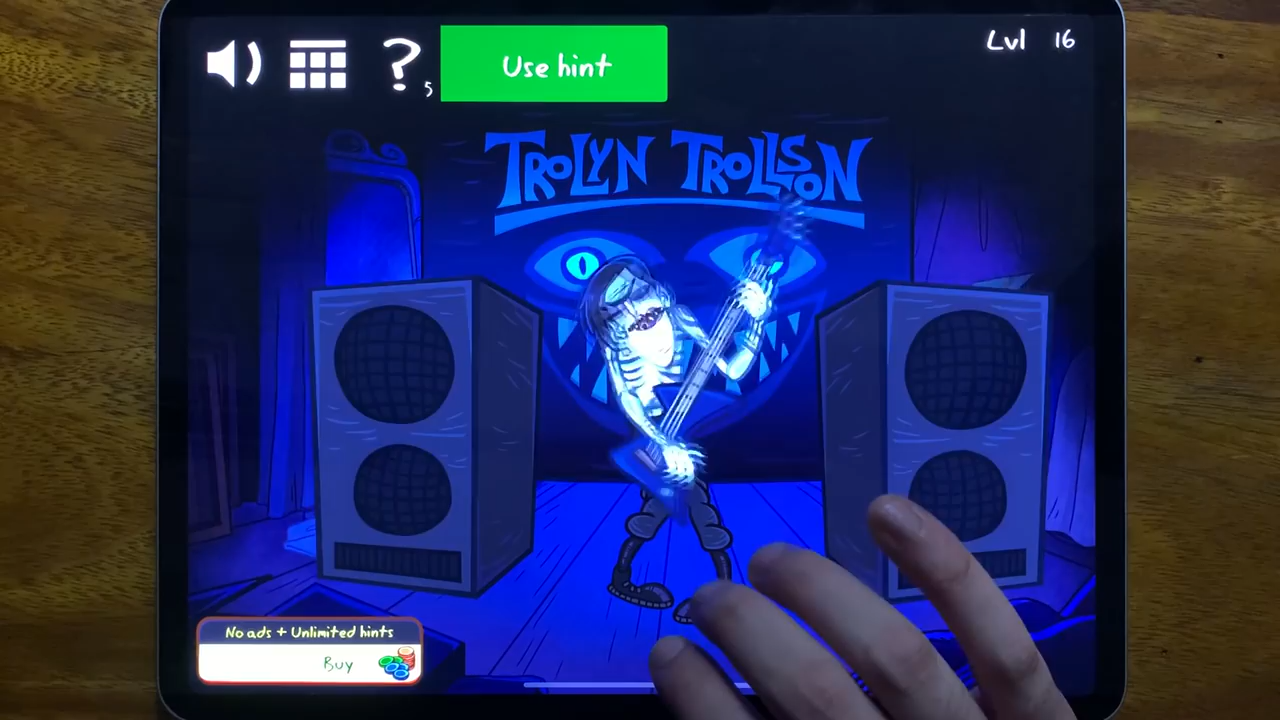 Use hint
5
Lvl 16
TROLYN TROLLSON
No ads + Unlimited hints
Buy